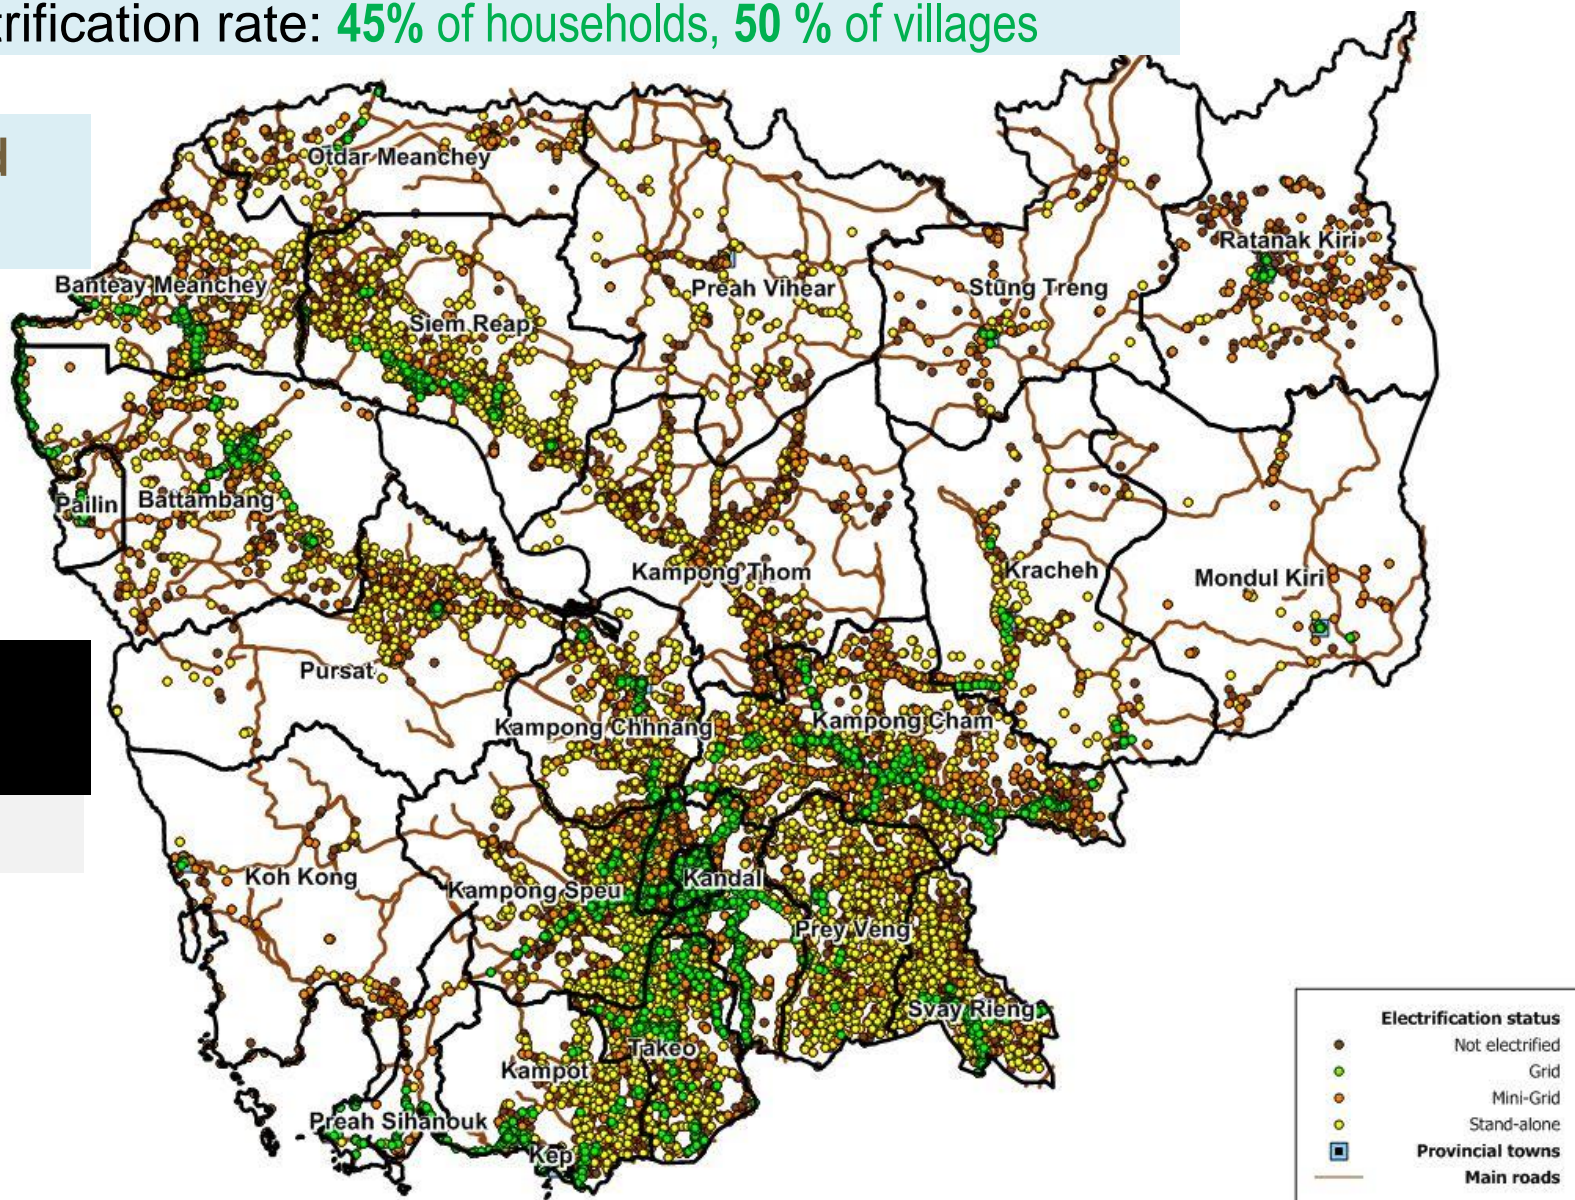 trification rate: 45% of households, 50 % of villages
Otdar Meanchey
Ratanak Kiri
Banteay Meanchey
Preah Vihear
Stung Treng
Siem Reap
Pailin
Battambang
Kampong Thom
Kracheh
Mondul Kiri
Pursat
Kampong Chhnang
Kampong Cham
Koh Kong
Kampong Speu
Kandal
Prey Veng
Svay Rieng
Takeo
Kampot
Preah Sihanouk
Kep
Electrification status
Not electrified
Grid
Mini-Grid
Stand-alone
Provincial towns
Main roads